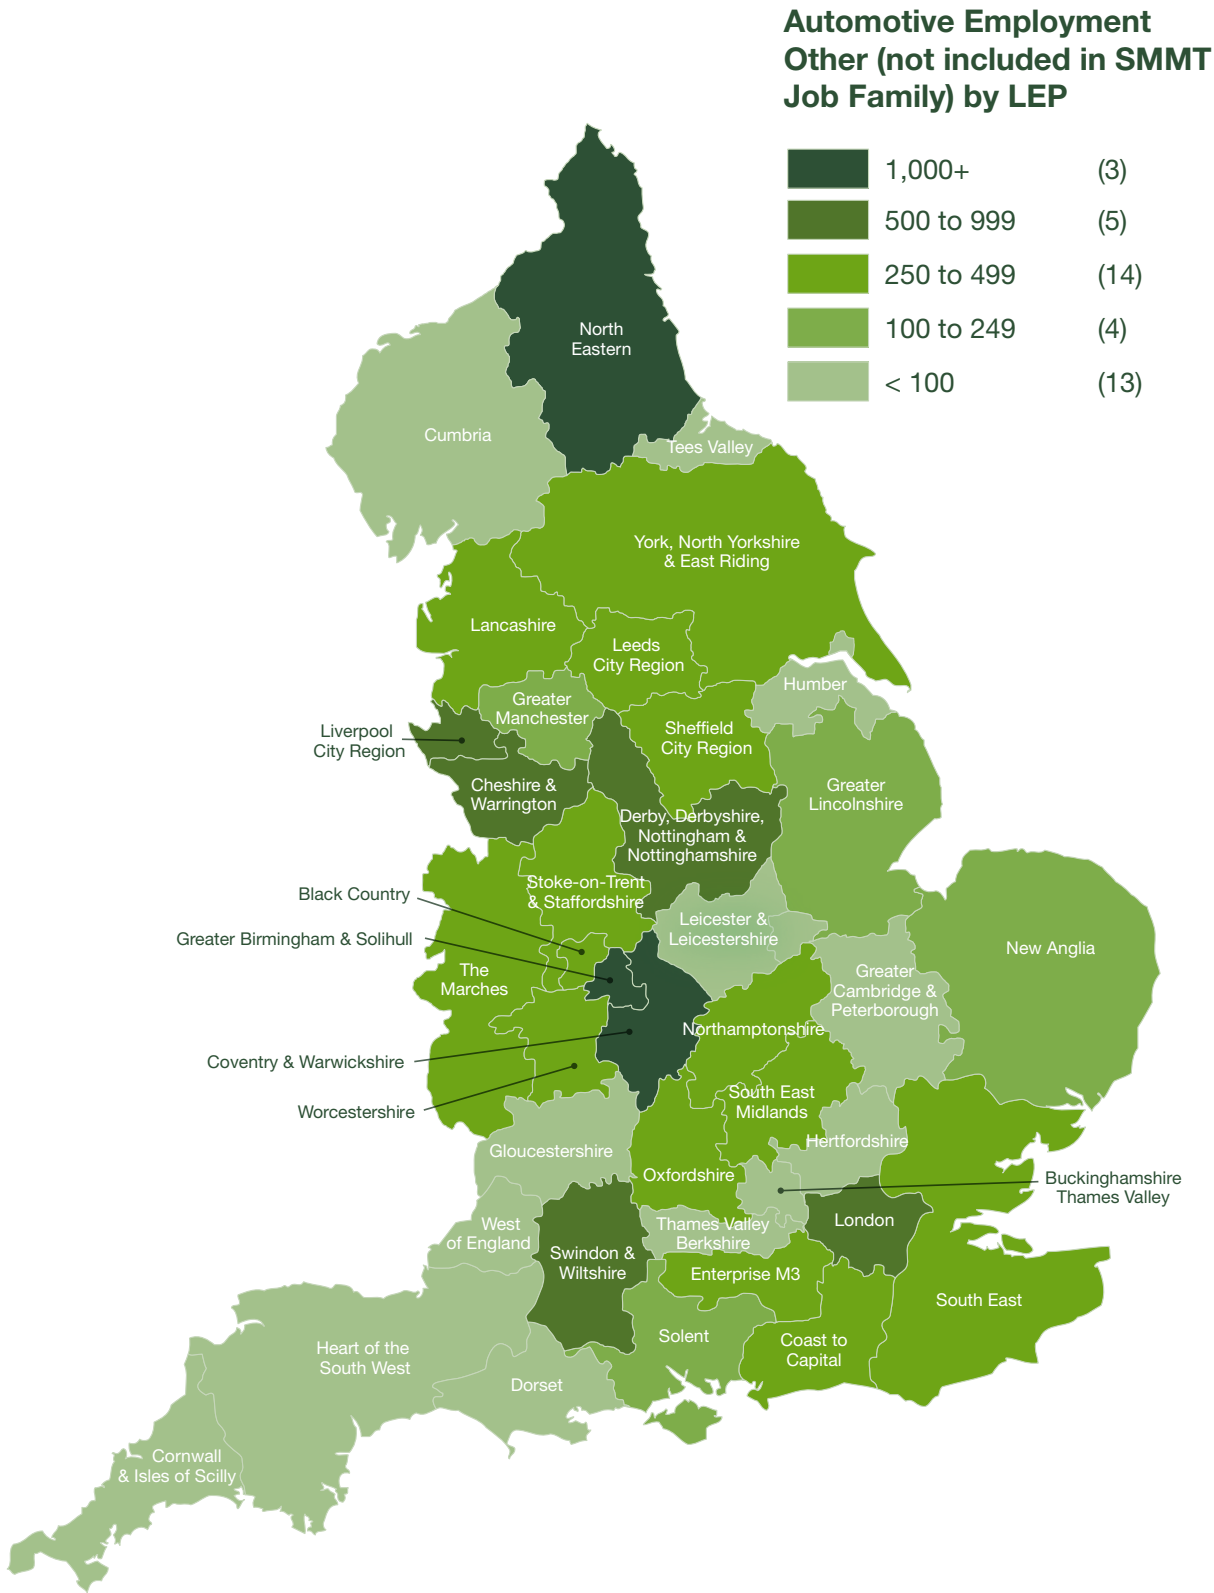 Automotive Employment
Other (not included in SMMT
Job Family) by LEP
1,000+ (3)
500 to 999 (5)
250 to 499 (14)
100 to 249 (4)
< 100 (13)
North
Eastern
Cumbria
Tees Valley
York, North Yorkshire
& East Riding
Lancashire
Leeds
City Region
Humber
Greater
Manchester
Liverpool
City Region
Sheffield
City Region
Cheshire &
Warrington
Greater
Lincolnshire
Derby, Derbyshire,
Nottingham &
Nottinghamshire
Stoke-on-Trent
& Staffordshire
Black Country
Greater Birmingham & Solihull
Leicester &
Leicestershire
New Anglia
The
Marches
Greater
Cambridge &
Peterborough
Northamptonshire
Coventry & Warwickshire
Worcestershire
South East
Midlands
Hertfordshire
Gloucestershire
Oxfordshire
Buckinghamshire
Thames Valley
West
of England
Thames Valley
Berkshire
London
Swindon &
Wiltshire
Enterprise M3
South East
Solent
Coast to
Capital
Heart of the
South West
Dorset
Cornwall
& Isles of Scilly